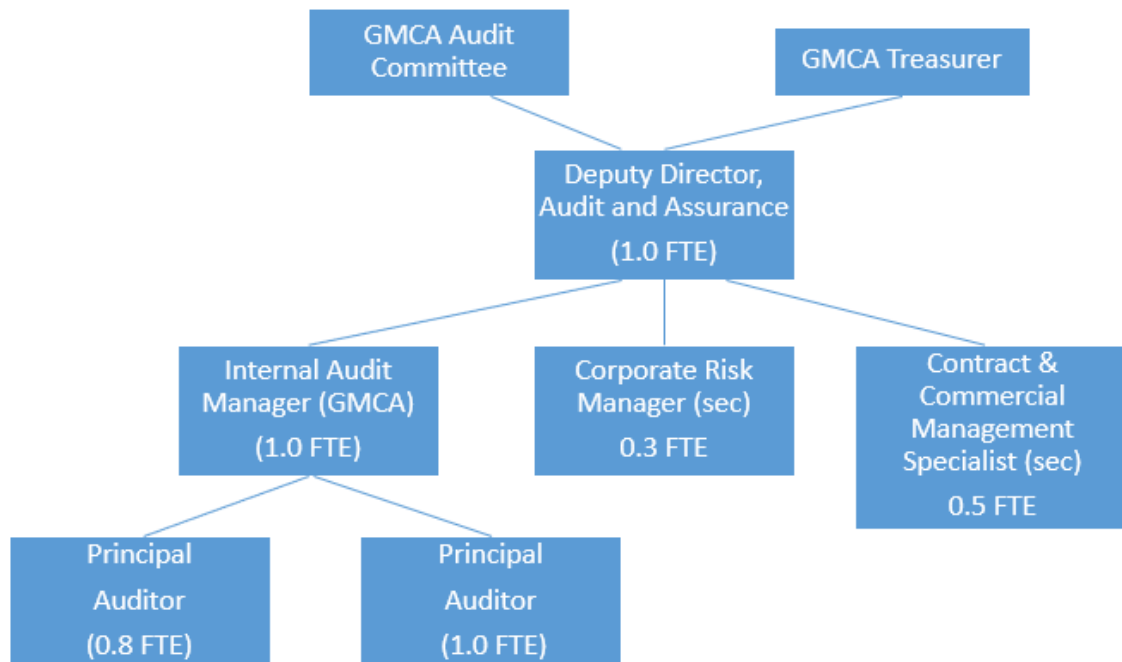 GMCA Audit
Committee
GMCA Treasurer
Deputy Director,
Audit and Assurance
(1.0 FTE)
Internal Audit
Manager (GMCA)
(1.0 FTE)
Corporate Risk
Manager (sec)
0.3 FTE
Contract &
Commercial
Management
Specialist (sec)
0.5 FTE
Principal
Auditor
(0.8 FTE)
Principal
Auditor
(1.0 FTE)